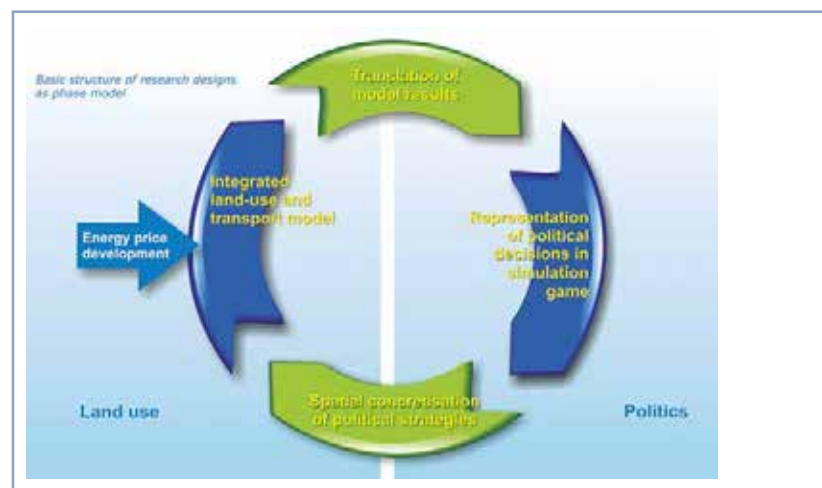 Basic structure of research designs
as phase model
Translation of
model results
Integrated
land-use and
transport model
Energy price
development
Representation
of political
decisions in
simulation
game
Spatial concretisation
of political strategies
Land use
Politics